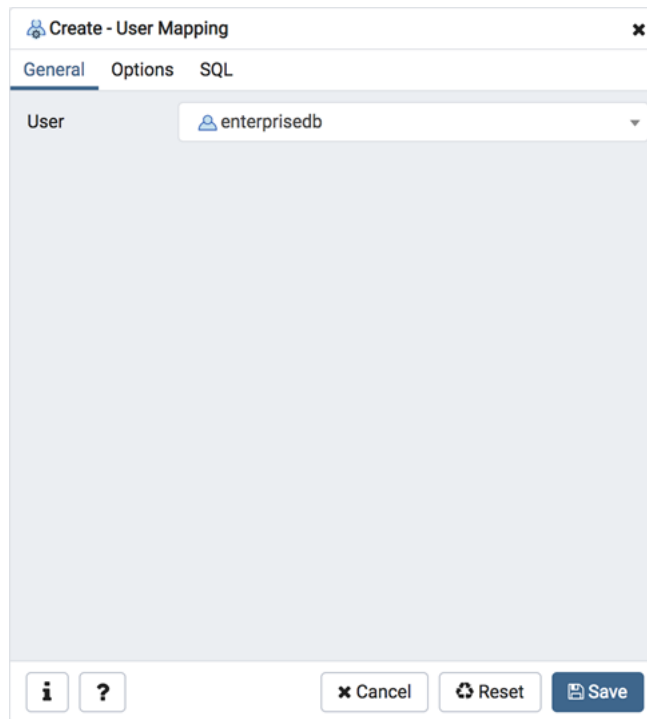 Create - User Mapping
General Options SQL
User enterprisedb
i ? Cancel Reset Save